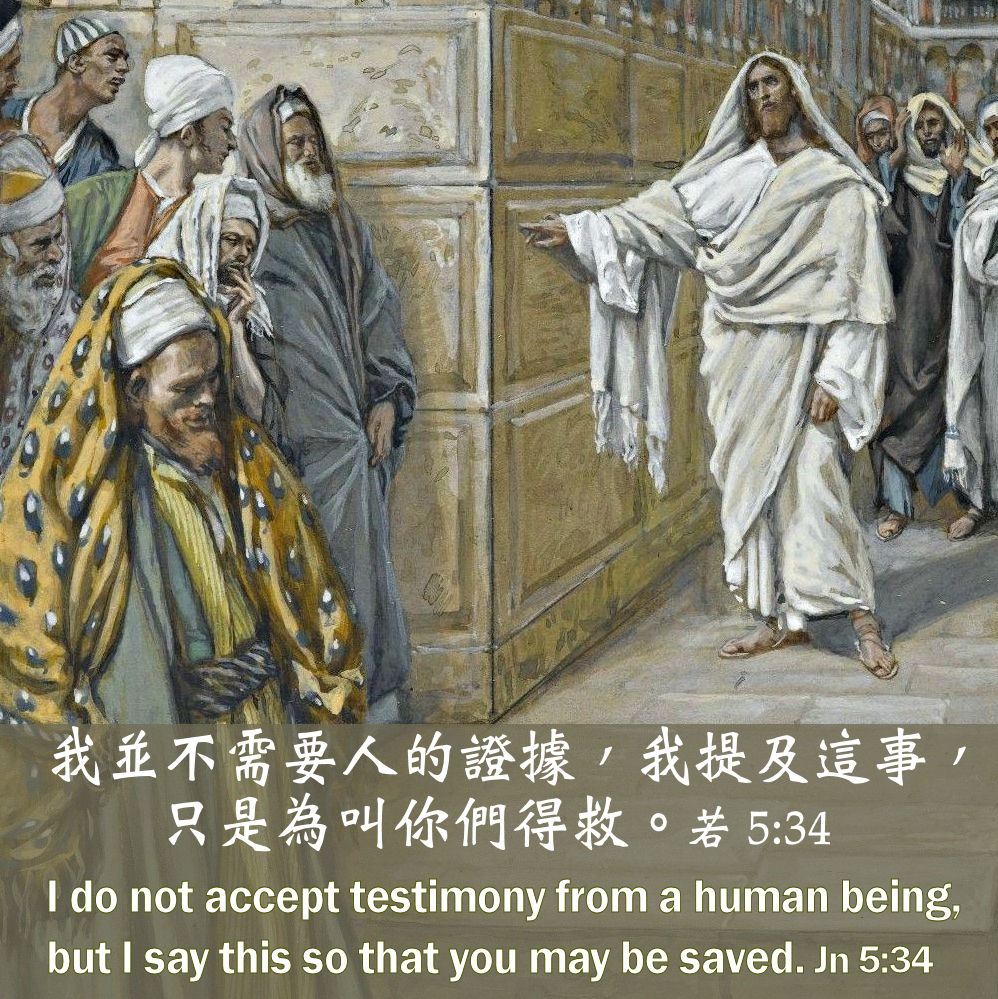 我並不需要人的證據，我提及這事，
只是為叫你們得救。若 5:34
I do not accept testimony from a human being,
but I say this so that you may be saved. Jn 5:34